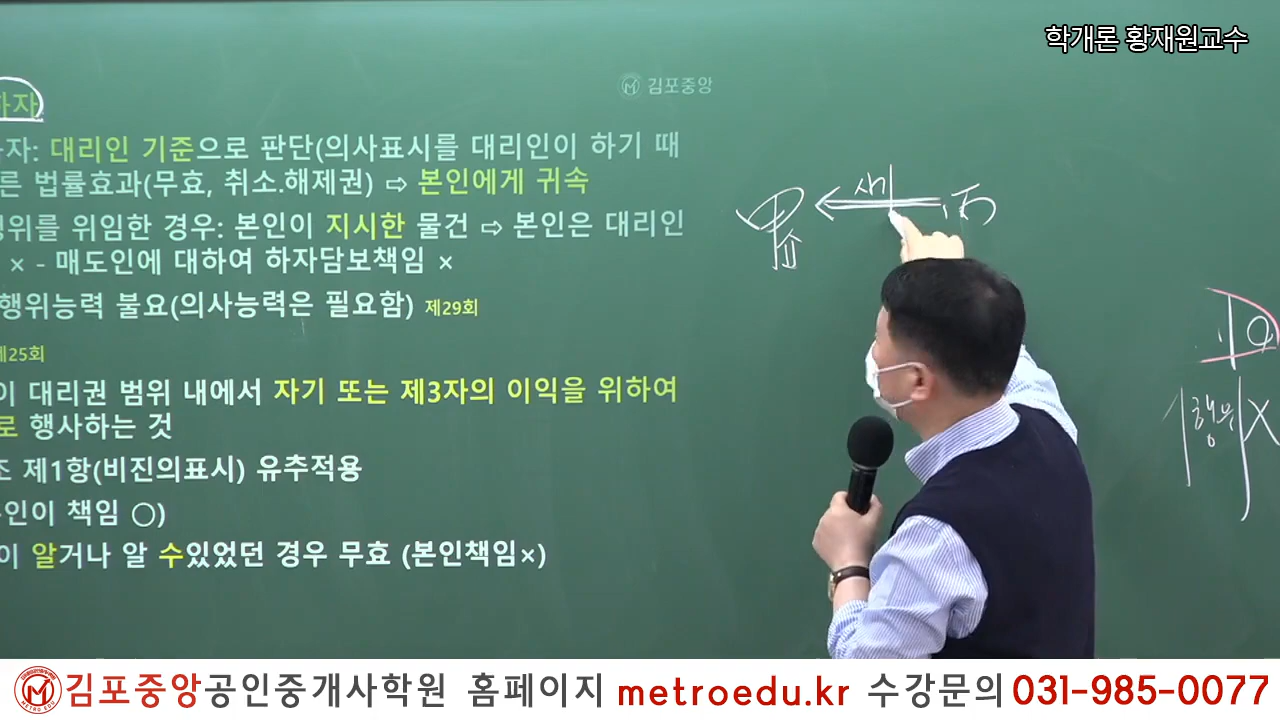 학개론 황재원교수
김포중앙
하자
자: 대리인 기준으로 판단(의사표시를 대리인이 하기 때
른 법률효과(무효, 취소.해제권) ⇨ 본인에게 귀속
위를 위임한 경우: 본인이 지시한 물건 ⇨ 본인은 대리인
× - 매도인에 대하여 하자담보책임 ×
행위능력 불요(의사능력은 필요함) 제29회
제25회
이 대리권 범위 내에서 자기 또는 제3자의 이익을 위하여
로 행사하는 것
조 제1항(비진의표시) 유추적용
인이 책임 〇)
이 알거나 알 수있었던 경우 무효 (본인책임×)
甲 丙
행위 X
김포중앙공인중개사학원 홈페이지 metroedu.kr 수강문의 031-985-0077
METRO EDU